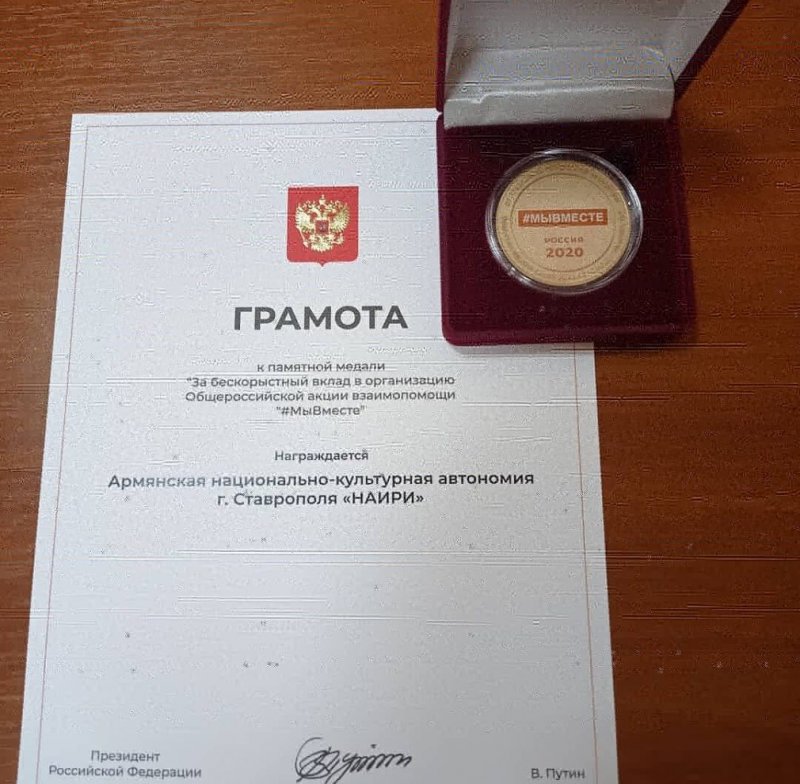 #МЫВМЕСТЕ
РОССИЯ
2020
ГРАМОТА
к памятной медали
"За бескорыстный вклад в организацию
Общероссийской акции взаимопомощи
"#МыВместе"
Награждается
Армянская национально-культурная автономия
г. Ставрополя «НАИРИ»
Президент
Российской Федерации
В. Путин